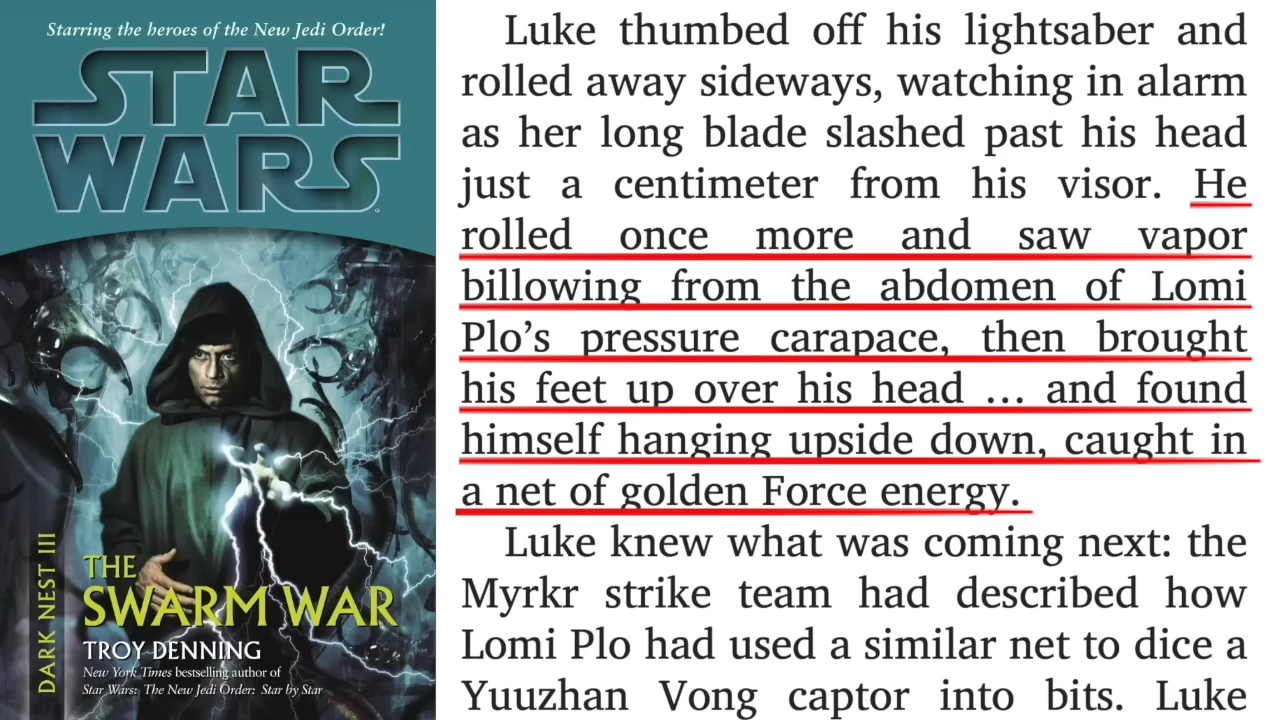 Starring the heroes of the New Jedi Order!
STAR
WARS
DARK NEST III
THE
SWARM WAR
TROY DENNING
New York Times bestselling author of
Star Wars: The New Jedi Order: Star by Star
Luke thumbed off his lightsaber and
rolled away sideways, watching in alarm
as her long blade slashed past his head
just a centimeter from his visor. He
rolled once more and saw vapor
billowing from the abdomen of Lomi
Plo’s pressure carapace, then brought
his feet up over his head … and found
himself hanging upside down, caught in
a net of golden Force energy.
Luke knew what was coming next: the
Myrkr strike team had described how
Lomi Plo had used a similar net to dice a
Yuuzhan Vong captor into bits. Luke